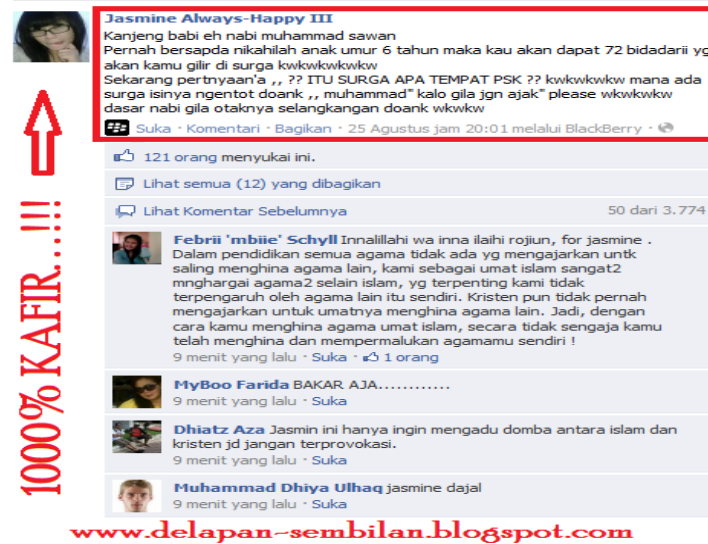 Jasmine Always-Happy III
Kanjeng babi eh nabi muhammad sawan
Pernah bersapda nikahilah anak umur 6 tahun maka kau akan dapat 72 bidadarii yg
akan kamu gilir di surga kwkwkwkwkw
Sekarang pertnyaan'a ,, ?? ITU SURGA APA TEMPAT PSK ?? kwkwkwkw mana ada
surga isinya ngentot doank ,, muhammad" kalo gila jgn ajak" please wkwkwkw
dasar nabi gila otaknya selangkangan doank wkwkw
Suka · Komentari · Bagikan · 25 Agustus jam 20:01 melalui BlackBerry ·
121 orang menyukai ini.
Lihat semua (12) yang dibagikan
Lihat Komentar Sebelumnya 50 dari 3.774
Febrii 'mbiie' Schyll Innalillahi wa inna ilaihi rojiun, for jasmine .
Dalam pendidikan semua agama tidak ada yg mengajarkan untk
saling menghina agama lain, kami sebagai umat islam sangat2
mnghargai agama2 selain islam, yg terpenting kami tidak
terpengaruh oleh agama lain itu sendiri. Kristen pun tidak pernah
mengajarkan untuk umatnya menghina agama lain. Jadi, dengan
cara kamu menghina agama umat islam, secara tidak sengaja kamu
telah menghina dan mempermalukan agamamu sendiri !
9 menit yang lalu · Suka · 1 orang
MyBoo Farida BAKAR AJA............
9 menit yang lalu · Suka
Dhiatz Aza Jasmin ini hanya ingin mengadu domba antara islam dan
kristen jd jangan terprovokasi.
9 menit yang lalu · Suka
Muhammad Dhiya Ulhaq jasmine dajal
9 menit yang lalu · Suka
1000% KAFIR...!!!
www.delapan-sembilan.blogspot.com